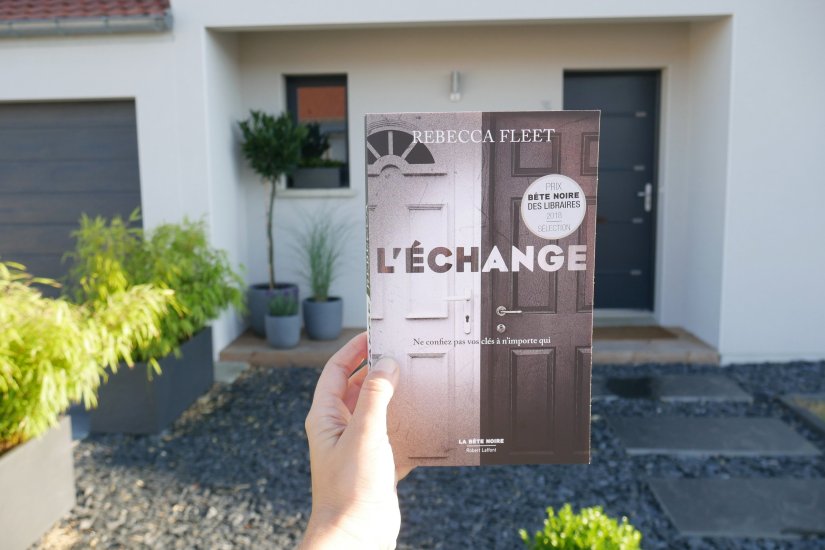 REBECCA FLEET
PRIX
BÊTE NOIRE
DES LIBRAIRES
2018
SÉLECTION
L'ÉCHANGE
Ne confiez pas vos clés à n'importe qui
LA BÊTE NOIRE
Robert Laffont